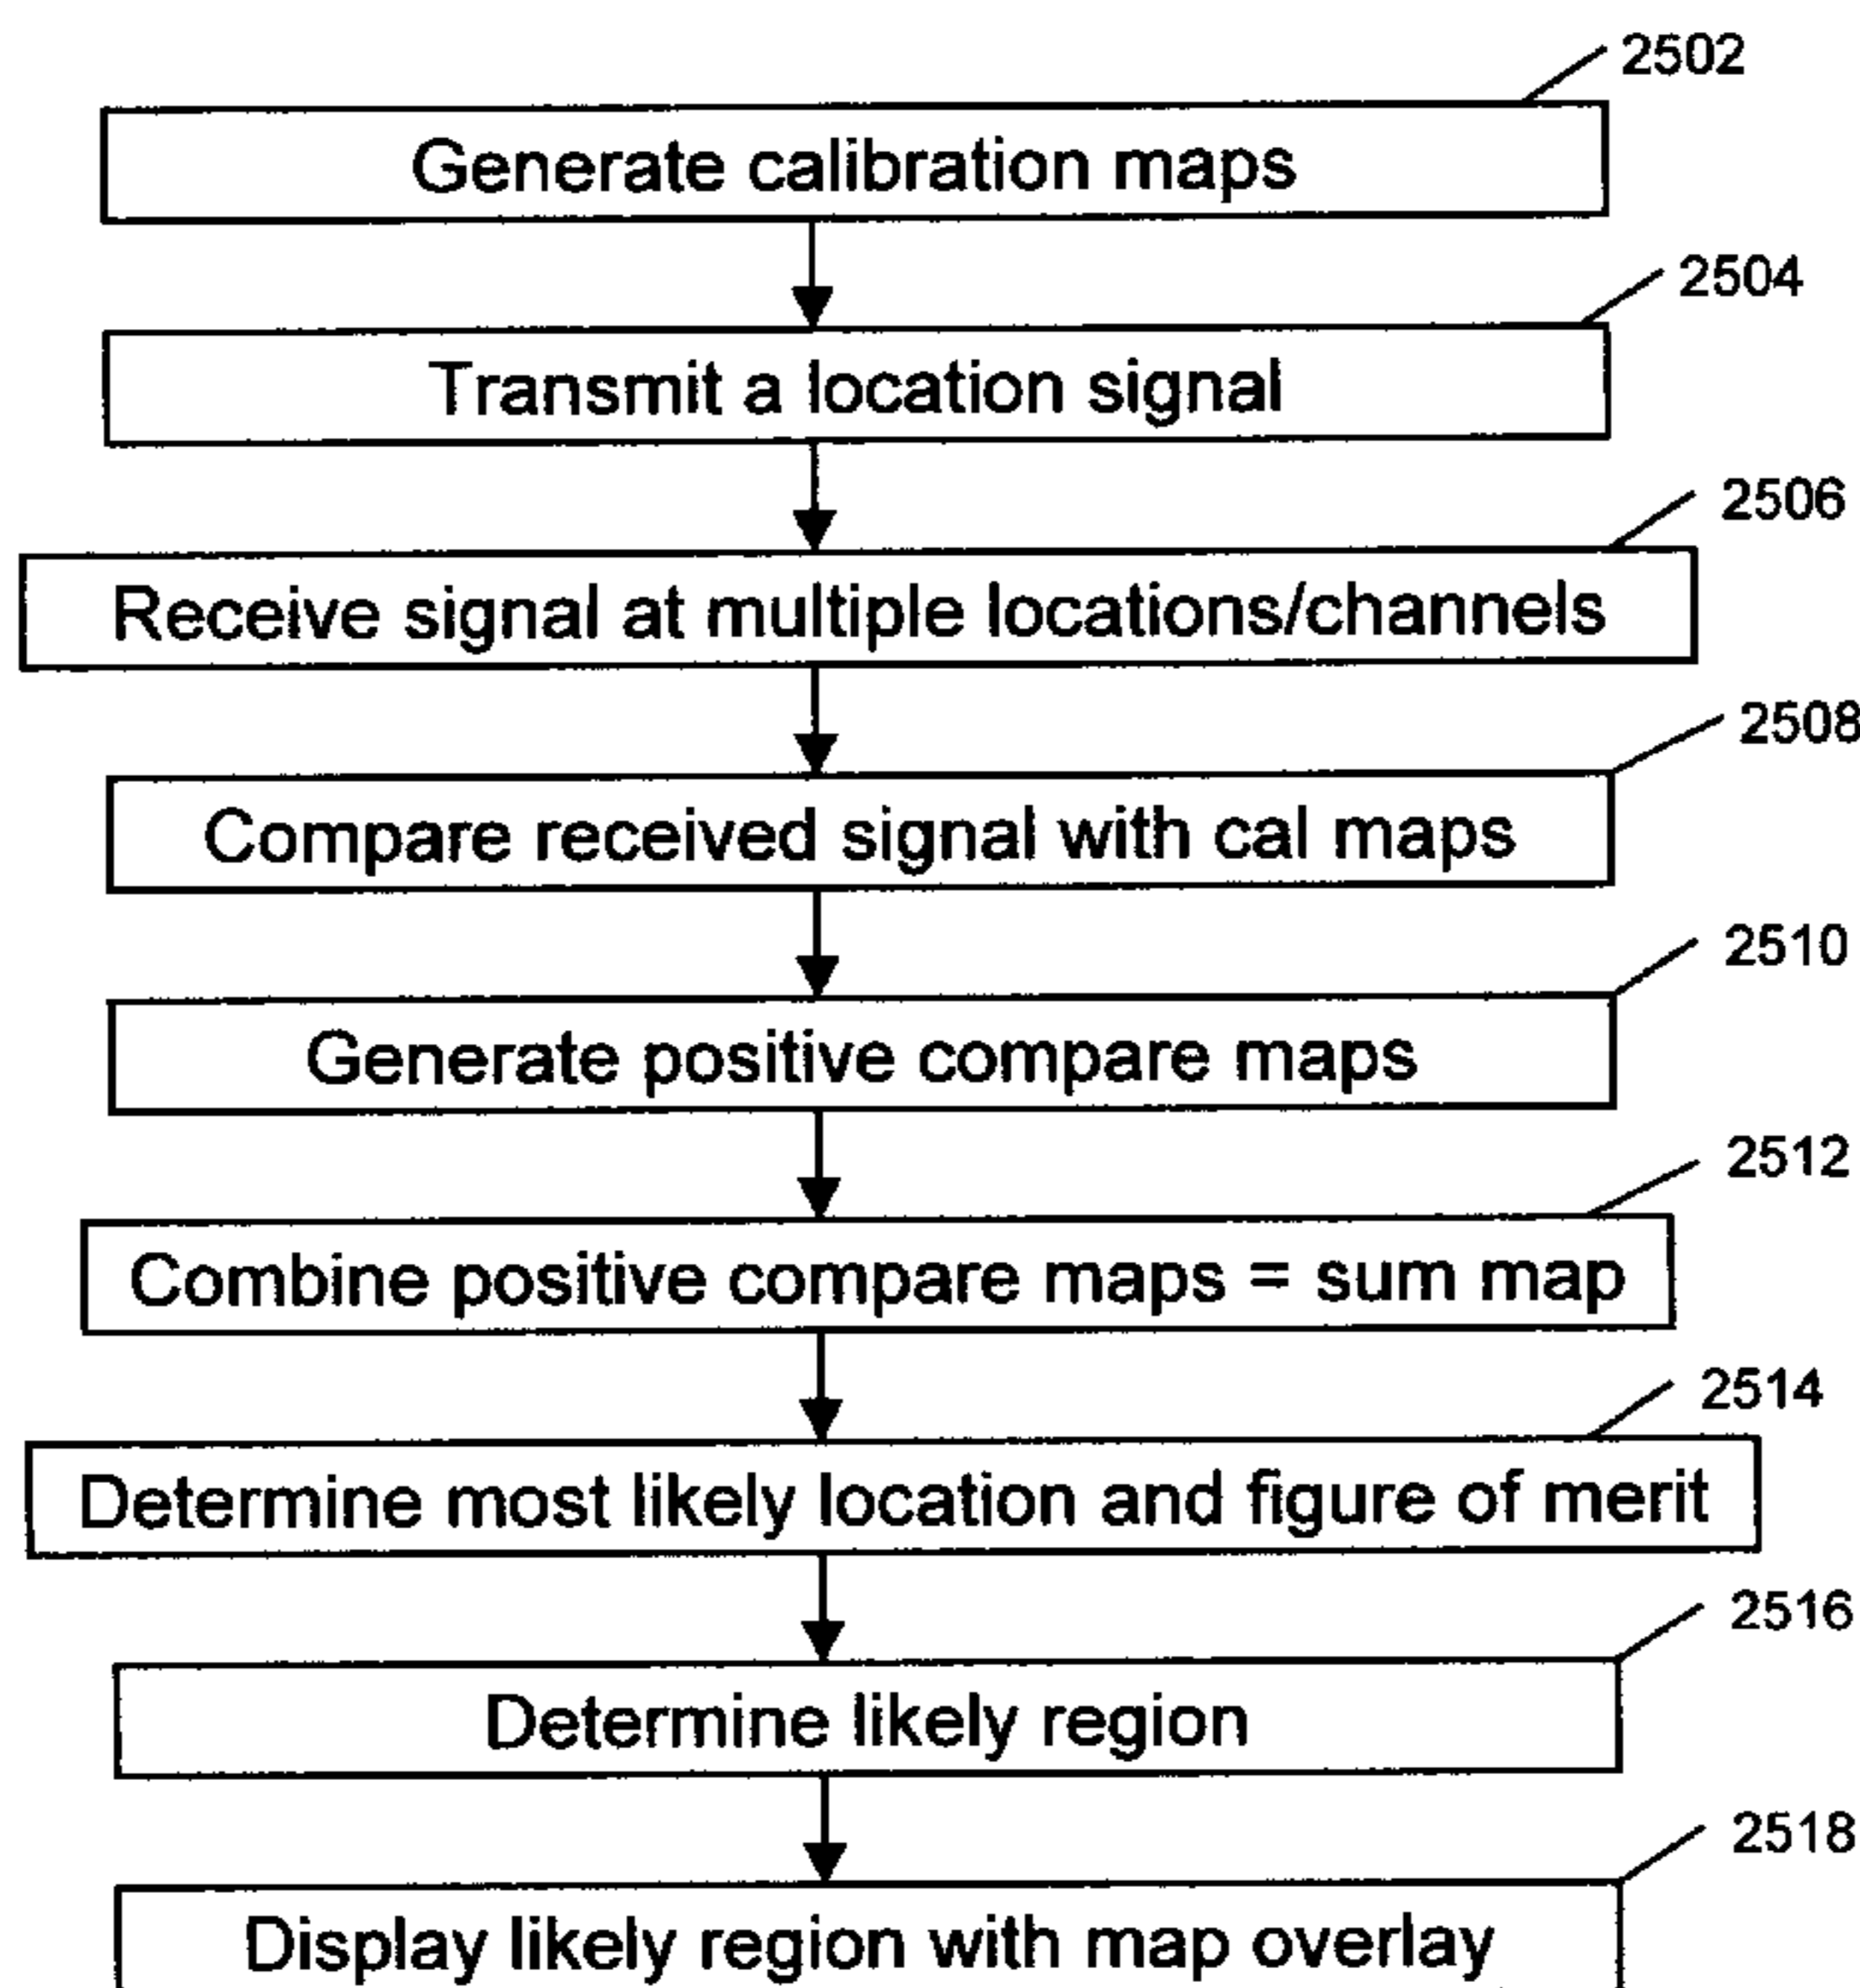 2502
Generate calibration maps
2504
Transmit a location signal
2506
Receive signal at multiple locations/channels
2508
Compare received signal with cal maps
2510
Generate positive compare maps
2512
Combine positive compare maps = sum map
2514
Determine most likely location and figure of merit
2516
Determine likely region
2518
Display likely region with map overlay